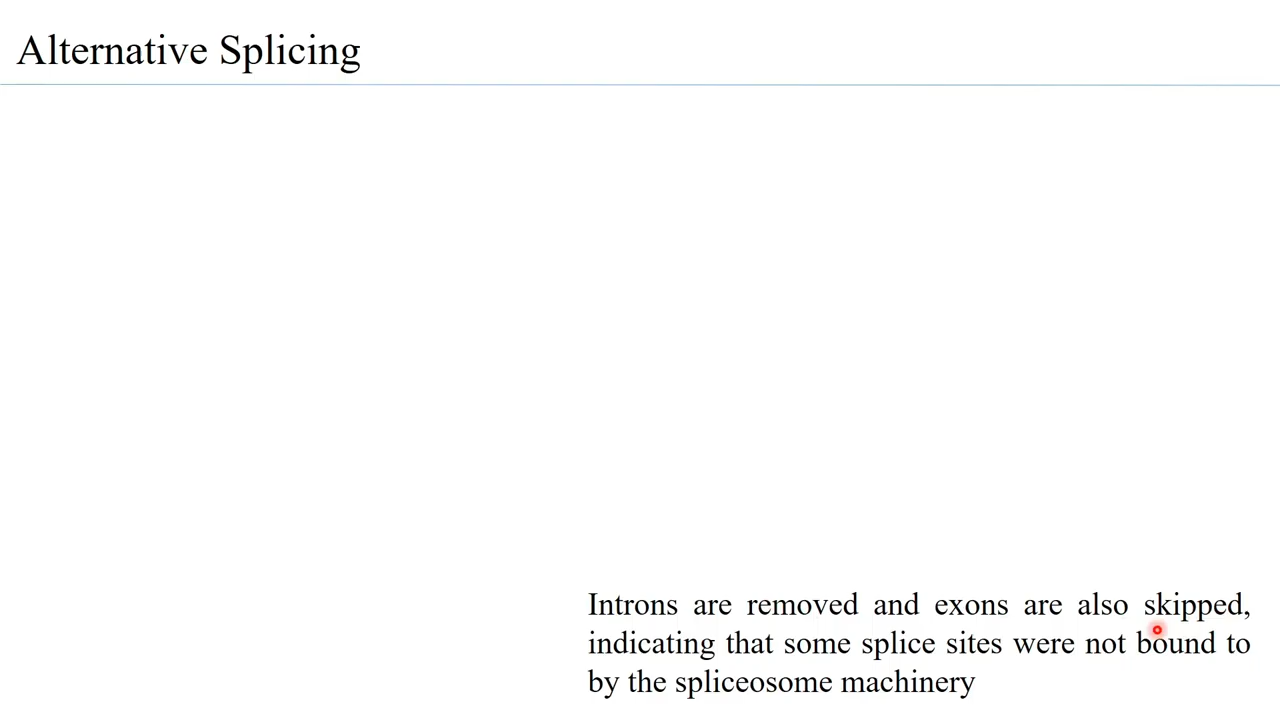 Alternative Splicing
Introns are removed and exons are also skipped,
indicating that some splice sites were not bound to
by the spliceosome machinery